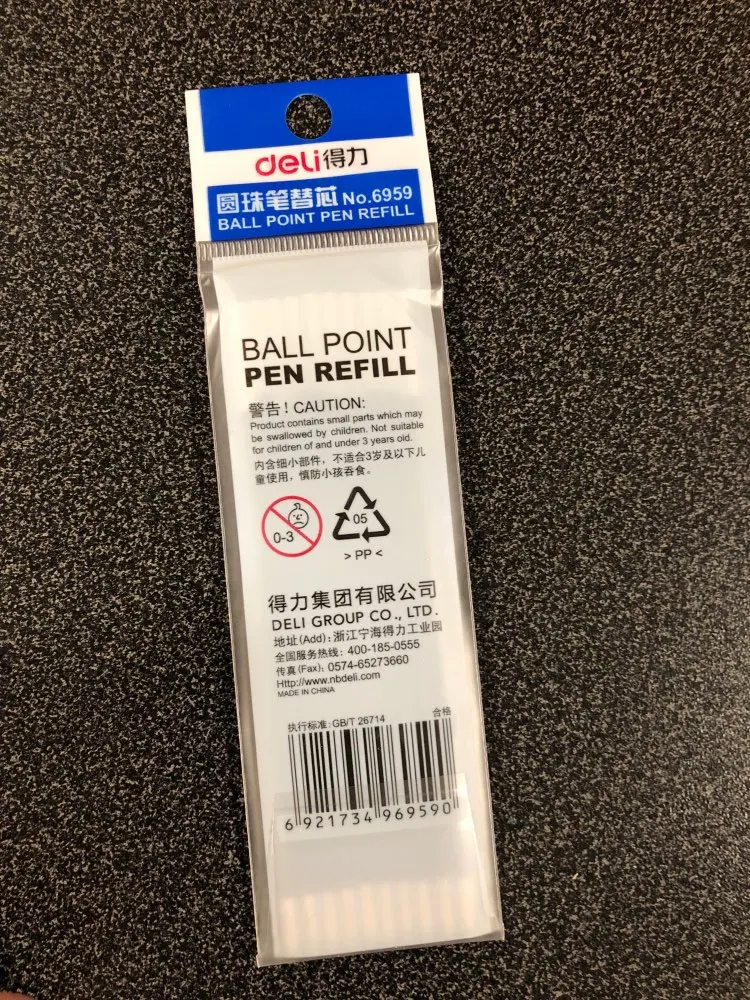 deli得力
圆珠笔替芯 No.6959
BALL POINT PEN REFILL
BALL POINT
PEN REFILL
警告! CAUTION:
Product contains small parts which may
be swallowed by children. Not suitable
for children of and under 3 years old.
内含细小部件，不适合3岁及以下儿
童使用，慎防小孩吞食。
0-3
05
> PP <
得力集团有限公司
DELI GROUP CO., LTD.
地址(Add): 浙江宁海得力工业园
全国服务热线: 400-185-0555
传真(Fax): 0574-65273660
Http://www.nbdeli.com
MADE IN CHINA
执行标准: GB/T 26714 合格
6 921734 969590